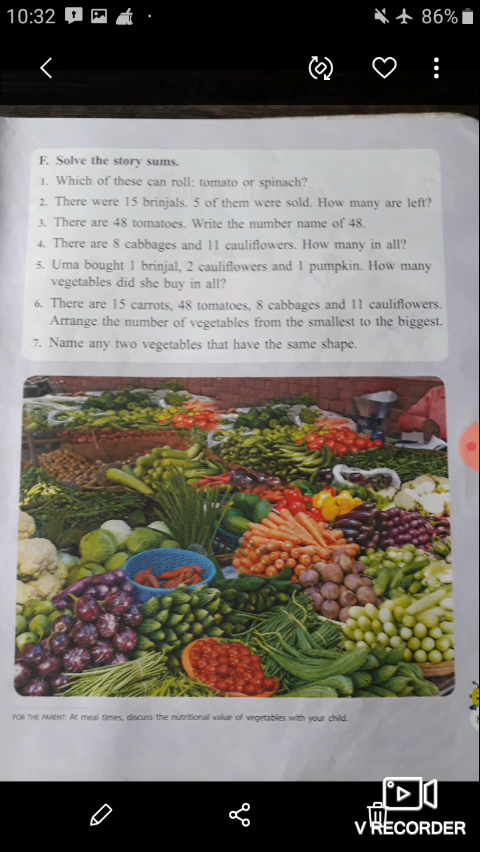 10:32
86%
F. Solve the story sums.
1. Which of these can roll: tomato or spinach?
2. There were 15 brinjals. 5 of them were sold. How many are left?
3. There are 48 tomatoes. Write the number name of 48.
4. There are 8 cabbages and 11 cauliflowers. How many in all?
5. Uma bought 1 brinjal, 2 cauliflowers and 1 pumpkin. How many
vegetables did she buy in all?
6. There are 15 carrots, 48 tomatoes, 8 cabbages and 11 cauliflowers.
Arrange the number of vegetables from the smallest to the biggest.
7. Name any two vegetables that have the same shape.
FOR THE PARENT: At meal times, discuss the nutritional value of vegetables with your child.
V RECORDER